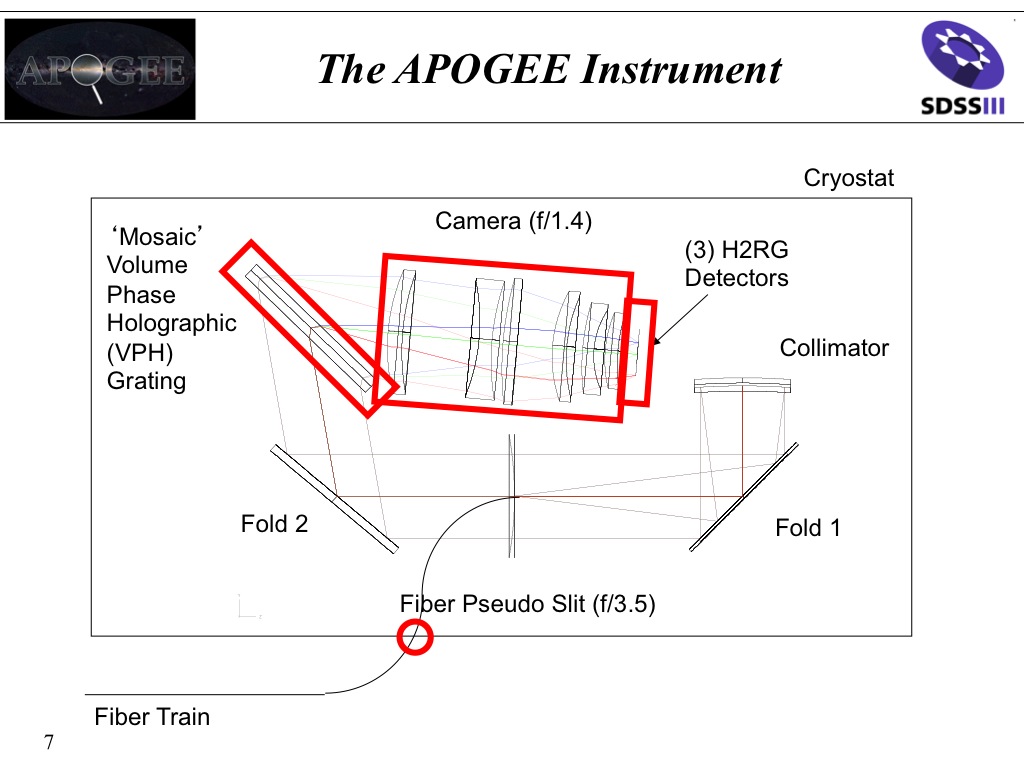 APOGEE
The APOGEE Instrument
SDSSIII
Cryostat
‘Mosaic’
Volume
Phase
Holographic
(VPH)
Grating
Camera (f/1.4)
(3) H2RG
Detectors
Collimator
Fold 2
Fold 1
Fiber Pseudo Slit (f/3.5)
Fiber Train
7